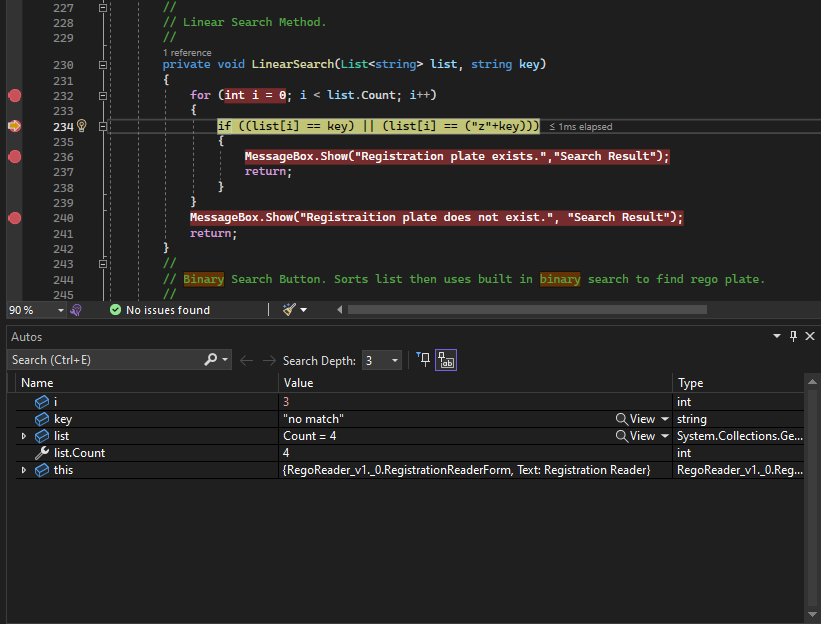 227 //
228 // Linear Search Method.
229 //
1 reference
230 private void LinearSearch(List<string> list, string key)
231 {
232 for (int i = 0; i < list.Count; i++)
233 {
234 if ((list[i] == key) || (list[i] == ("z"+key))) ≤ 1ms elapsed
235 {
236 MessageBox.Show("Registration plate exists.","Search Result");
237 return;
238 }
239 }
240 MessageBox.Show("Registraition plate does not exist.", "Search Result");
241 return;
242 }
243 //
244 // Binary Search Button. Sorts list then uses built in binary search to find rego plate.
245 //
90 % No issues found
Autos
Search (Ctrl+E) Search Depth: 3
Name Value Type
i 3 int
key "no match" View string
list Count = 4 View System.Collections.Ge...
list.Count 4 int
this {RegoReader_v1._0.RegistrationReaderForm, Text: Registration Reader} RegoReader_v1._0.Reg...